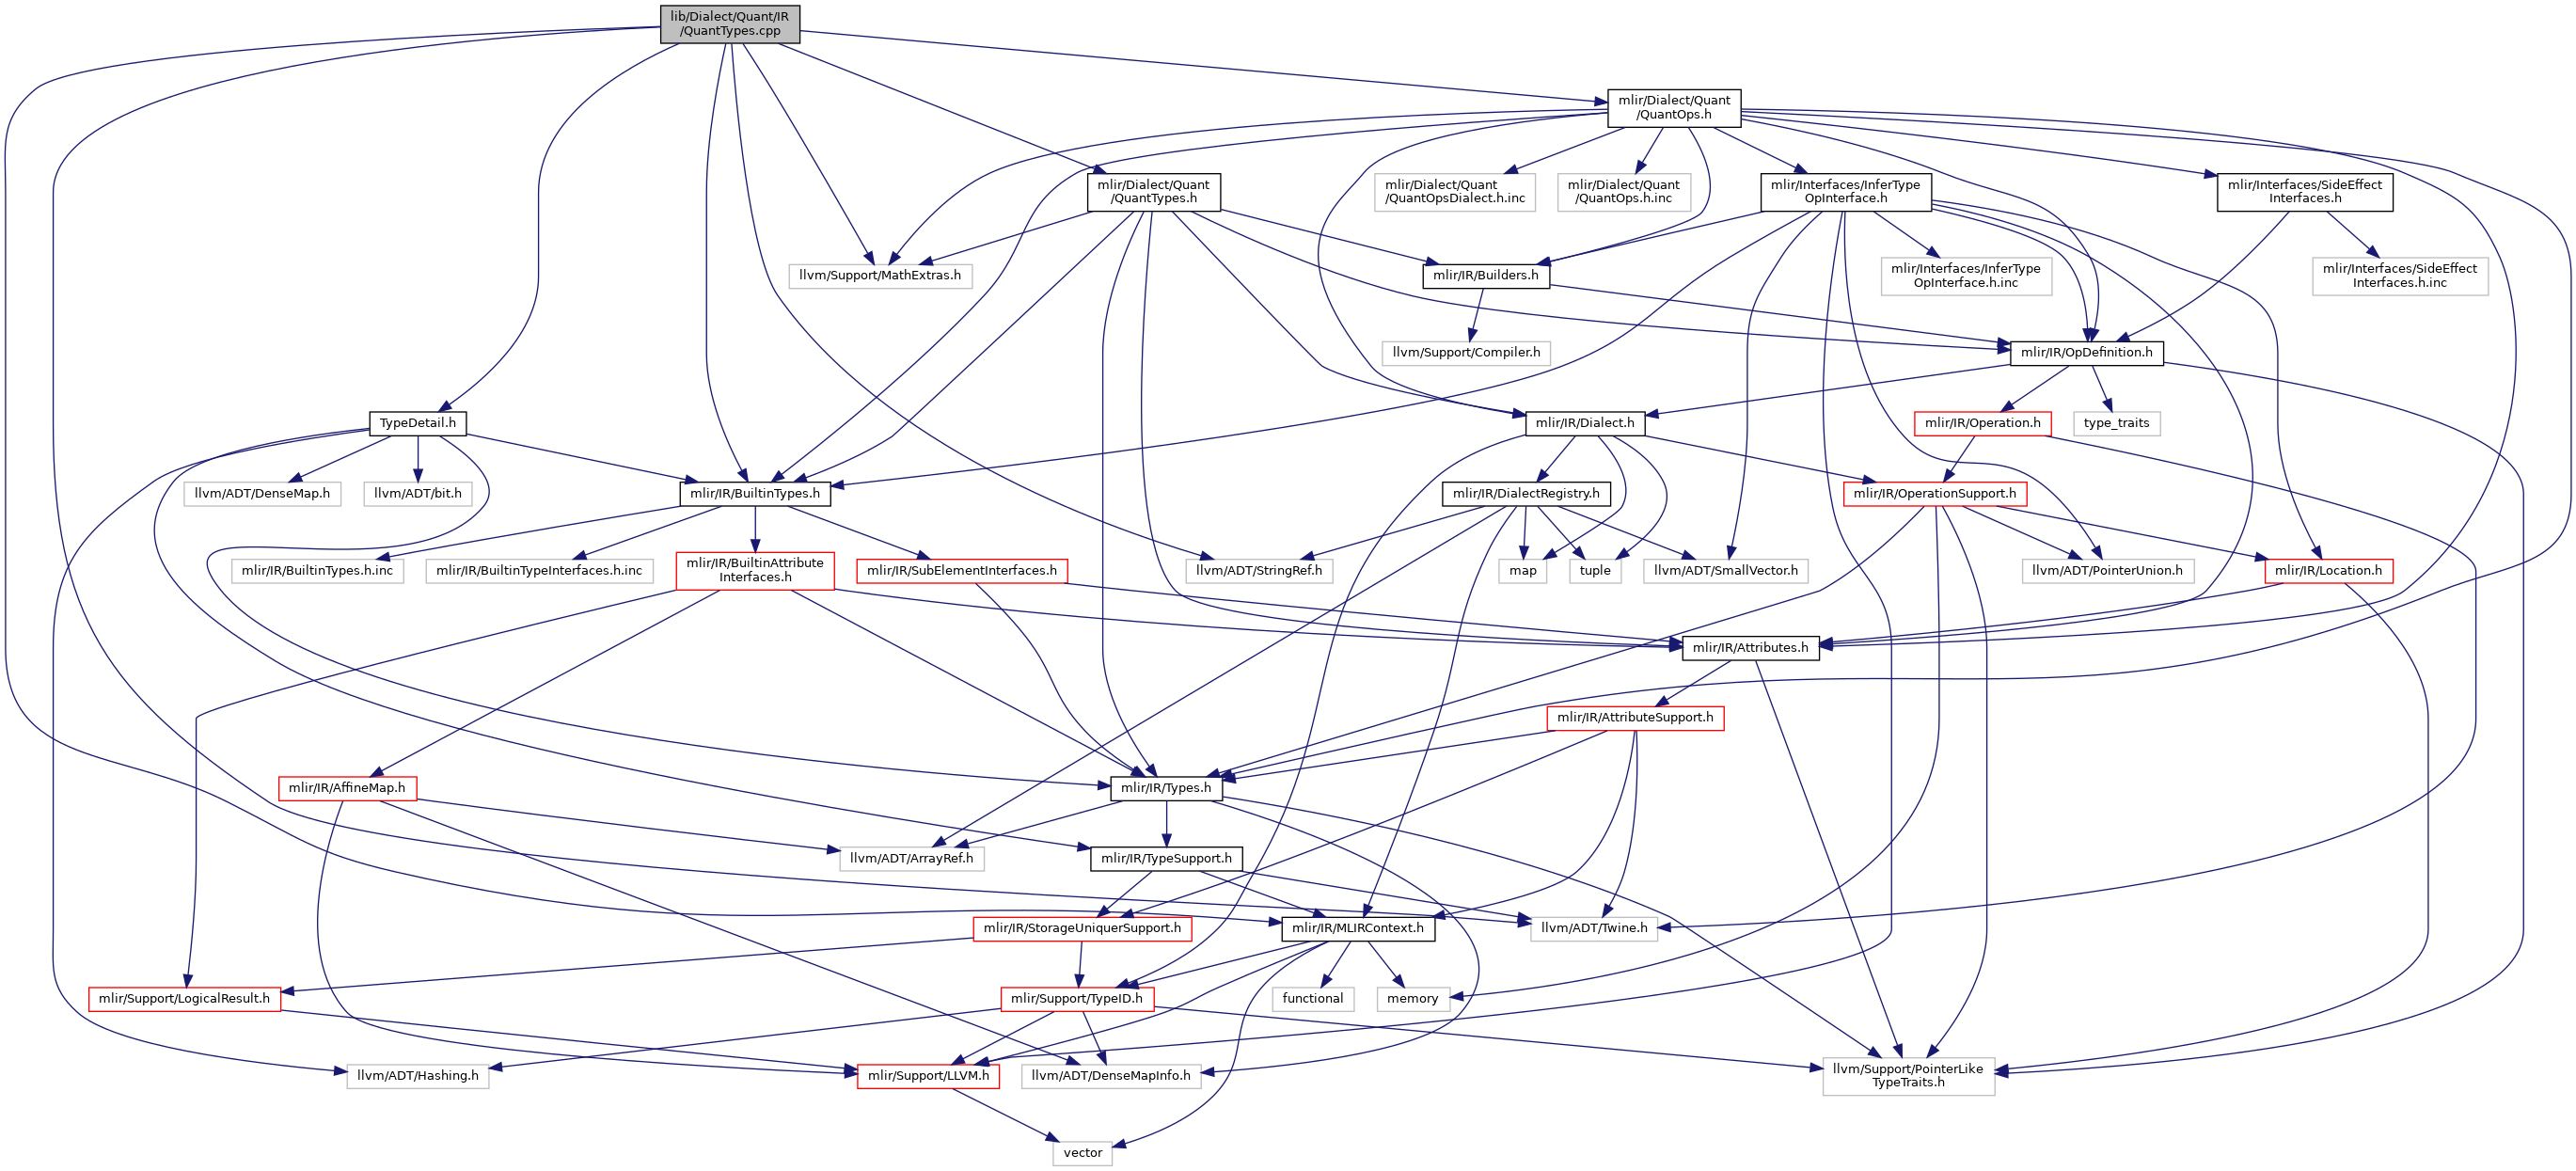 lib/Dialect/Quant/IR
/QuantTypes.cpp
mlir/Dialect/Quant
/QuantOps.h
mlir/Dialect/Quant
/QuantTypes.h
mlir/Dialect/Quant
/QuantOpsDialect.h.inc
mlir/Dialect/Quant
/QuantOps.h.inc
mlir/Interfaces/InferType
OpInterface.h
mlir/Interfaces/SideEffect
Interfaces.h
llvm/Support/MathExtras.h
mlir/IR/Builders.h
mlir/Interfaces/InferType
OpInterface.h.inc
mlir/Interfaces/SideEffect
Interfaces.h.inc
llvm/Support/Compiler.h
mlir/IR/OpDefinition.h
TypeDetail.h
mlir/IR/Dialect.h
mlir/IR/Operation.h
type_traits
llvm/ADT/DenseMap.h
llvm/ADT/bit.h
mlir/IR/BuiltinTypes.h
mlir/IR/DialectRegistry.h
mlir/IR/OperationSupport.h
mlir/IR/BuiltinTypes.h.inc
mlir/IR/BuiltinTypeInterfaces.h.inc
mlir/IR/BuiltinAttribute
Interfaces.h
mlir/IR/SubElementInterfaces.h
llvm/ADT/StringRef.h
map
tuple
llvm/ADT/SmallVector.h
llvm/ADT/PointerUnion.h
mlir/IR/Location.h
mlir/IR/Attributes.h
mlir/IR/AttributeSupport.h
mlir/IR/AffineMap.h
mlir/IR/Types.h
llvm/ADT/ArrayRef.h
mlir/IR/TypeSupport.h
mlir/IR/StorageUniquerSupport.h
mlir/IR/MLIRContext.h
llvm/ADT/Twine.h
mlir/Support/LogicalResult.h
mlir/Support/TypeID.h
functional
memory
llvm/ADT/Hashing.h
mlir/Support/LLVM.h
llvm/ADT/DenseMapInfo.h
llvm/Support/PointerLike
TypeTraits.h
vector